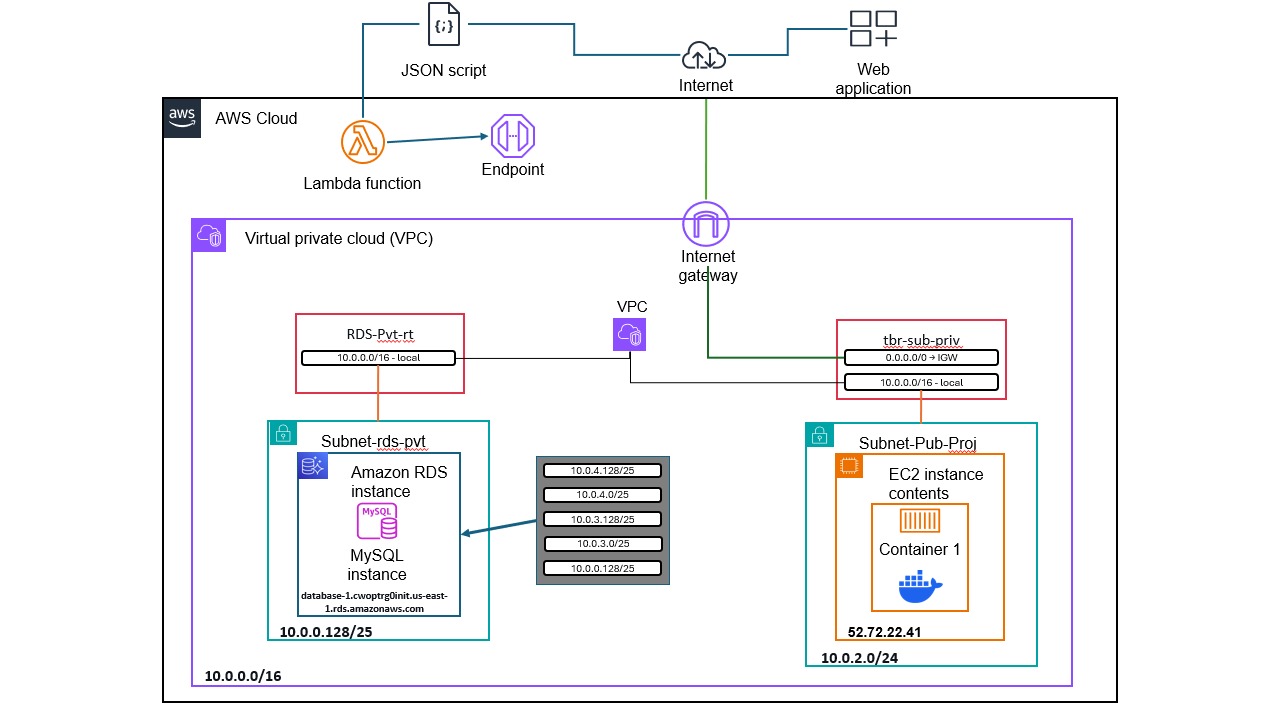 {;}
JSON script
Internet
Web
application
aws
AWS Cloud
Lambda function
Endpoint
Virtual private cloud (VPC)
Internet
gateway
VPC
RDS-Pvt-rt
10.0.0.0/16 - local
tbr-sub-priv
0.0.0.0/0 → IGW
10.0.0.0/16 - local
Subnet-rds-pvt
Amazon RDS
instance
MySQL
MySQL
instance
database-1.cwoptrg0init.us-east-
1.rds.amazonaws.com
10.0.0.128/25
10.0.4.128/25
10.0.4.0/25
10.0.3.128/25
10.0.3.0/25
10.0.0.128/25
Subnet-Pub-Proj
EC2 instance
contents
Container 1
52.72.22.41
10.0.2.0/24
10.0.0.0/16